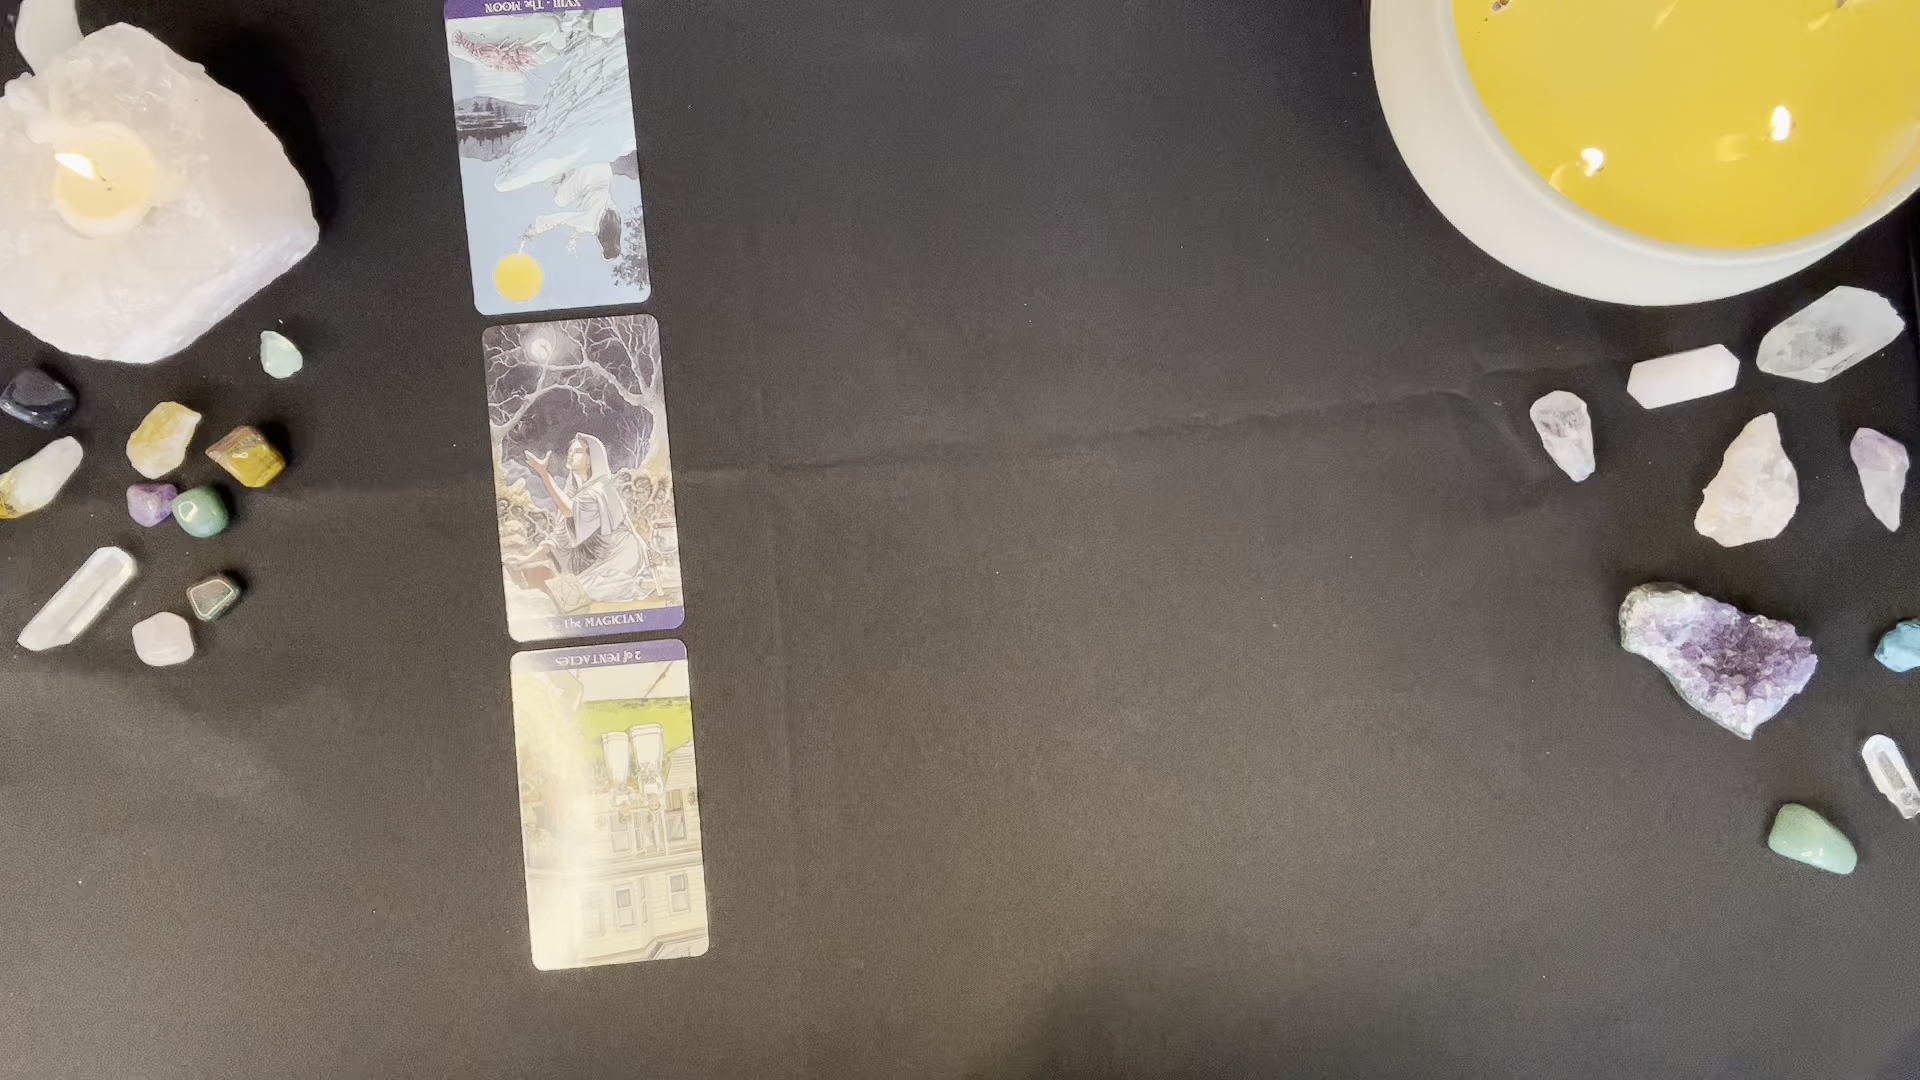 XVIII - The MOON
I - The MAGICIAN
2 of PENTACLES